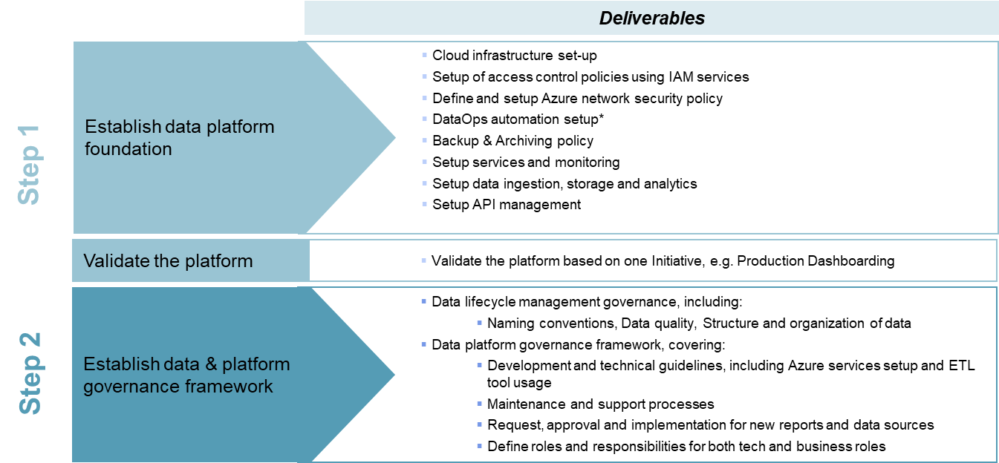 Deliverables
Step 1
Establish data platform
foundation
Cloud infrastructure set-up
Setup of access control policies using IAM services
Define and setup Azure network security policy
DataOps automation setup*
Backup & Archiving policy
Setup services and monitoring
Setup data ingestion, storage and analytics
Setup API management
Validate the platform
Validate the platform based on one Initiative, e.g. Production Dashboarding
Step 2
Establish data & platform
governance framework
Data lifecycle management governance, including:
Naming conventions, Data quality, Structure and organization of data
Data platform governance framework, covering:
Development and technical guidelines, including Azure services setup and ETL
tool usage
Maintenance and support processes
Request, approval and implementation for new reports and data sources
Define roles and responsibilities for both tech and business roles